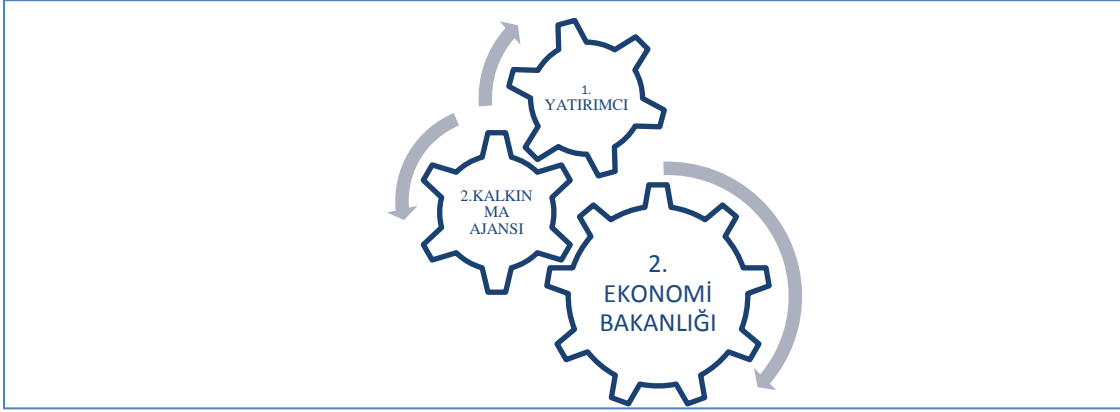 1.
YATIRIMCI
2.KALKIN
MA
AJANSI
2.
EKONOMİ
BAKANLIĞI